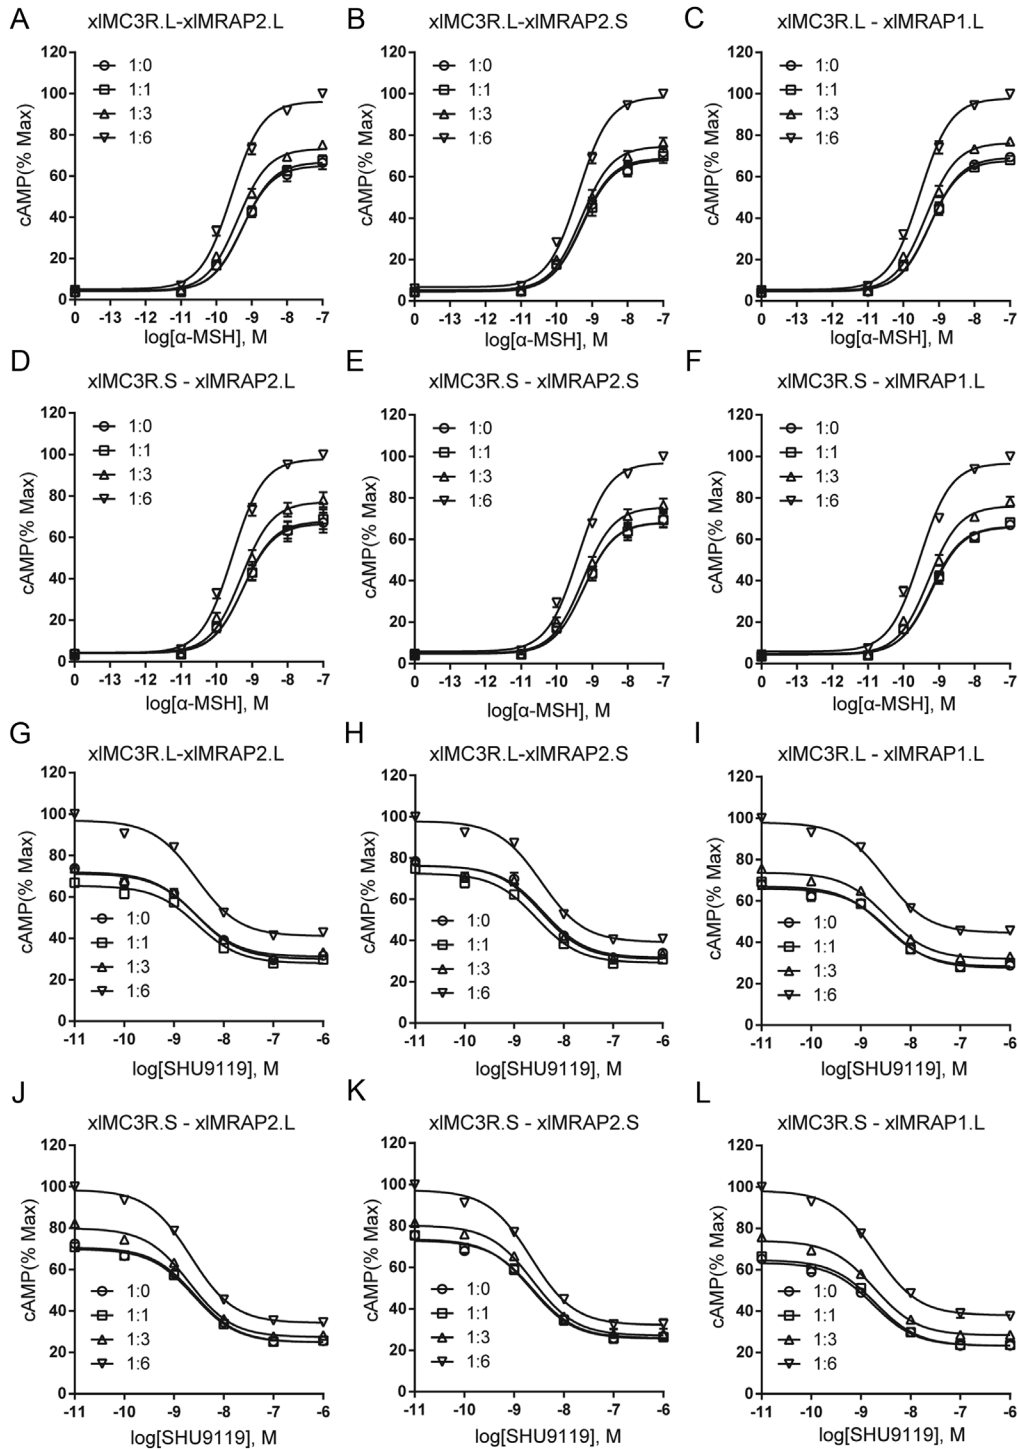 A xlMC3R.L-xlMRAP2.L
cAMP(% Max)
120
100
80
60
40
20
0
1:0
1:1
1:3
1:6
0 -13 -12 -11 -10 -9 -8 -7
log[α-MSH], M
B xlMC3R.L-xlMRAP2.S
cAMP(% Max)
120
100
80
60
40
20
0
1:0
1:1
1:3
1:6
0 -13 -12 -11 -10 -9 -8 -7
log[α-MSH], M
C xlMC3R.L - xlMRAP1.L
cAMP(% Max)
120
100
80
60
40
20
0
1:0
1:1
1:3
1:6
0 -13 -12 -11 -10 -9 -8 -7
log[α-MSH], M
D xlMC3R.S - xlMRAP2.L
cAMP(% Max)
120
100
80
60
40
20
0
1:0
1:1
1:3
1:6
0 -13 -12 -11 -10 -9 -8 -7
log[α-MSH], M
E xlMC3R.S - xlMRAP2.S
cAMP(% Max)
120
100
80
60
40
20
0
1:0
1:1
1:3
1:6
0 -13 -12 -11 -10 -9 -8 -7
log[α-MSH], M
F xlMC3R.S - xlMRAP1.L
cAMP(% Max)
120
100
80
60
40
20
0
1:0
1:1
1:3
1:6
0 -13 -12 -11 -10 -9 -8 -7
log[α-MSH], M
G xlMC3R.L-xlMRAP2.L
cAMP(% Max)
120
100
80
60
40
20
0
1:0
1:1
1:3
1:6
-11 -10 -9 -8 -7 -6
log[SHU9119], M
H xlMC3R.L-xlMRAP2.S
cAMP(% Max)
120
100
80
60
40
20
0
1:0
1:1
1:3
1:6
-11 -10 -9 -8 -7 -6
log[SHU9119], M
I xlMC3R.L - xlMRAP1.L
cAMP(% Max)
120
100
80
60
40
20
0
1:0
1:1
1:3
1:6
-11 -10 -9 -8 -7 -6
log[SHU9119], M
J xlMC3R.S - xlMRAP2.L
cAMP(% Max)
120
100
80
60
40
20
0
1:0
1:1
1:3
1:6
-11 -10 -9 -8 -7 -6
log[SHU9119], M
K xlMC3R.S - xlMRAP2.S
cAMP(% Max)
120
100
80
60
40
20
0
1:0
1:1
1:3
1:6
-11 -10 -9 -8 -7 -6
log[SHU9119], M
L xlMC3R.S - xlMRAP1.L
cAMP(% Max)
120
100
80
60
40
20
0
1:0
1:1
1:3
1:6
-11 -10 -9 -8 -7 -6
log[SHU9119], M